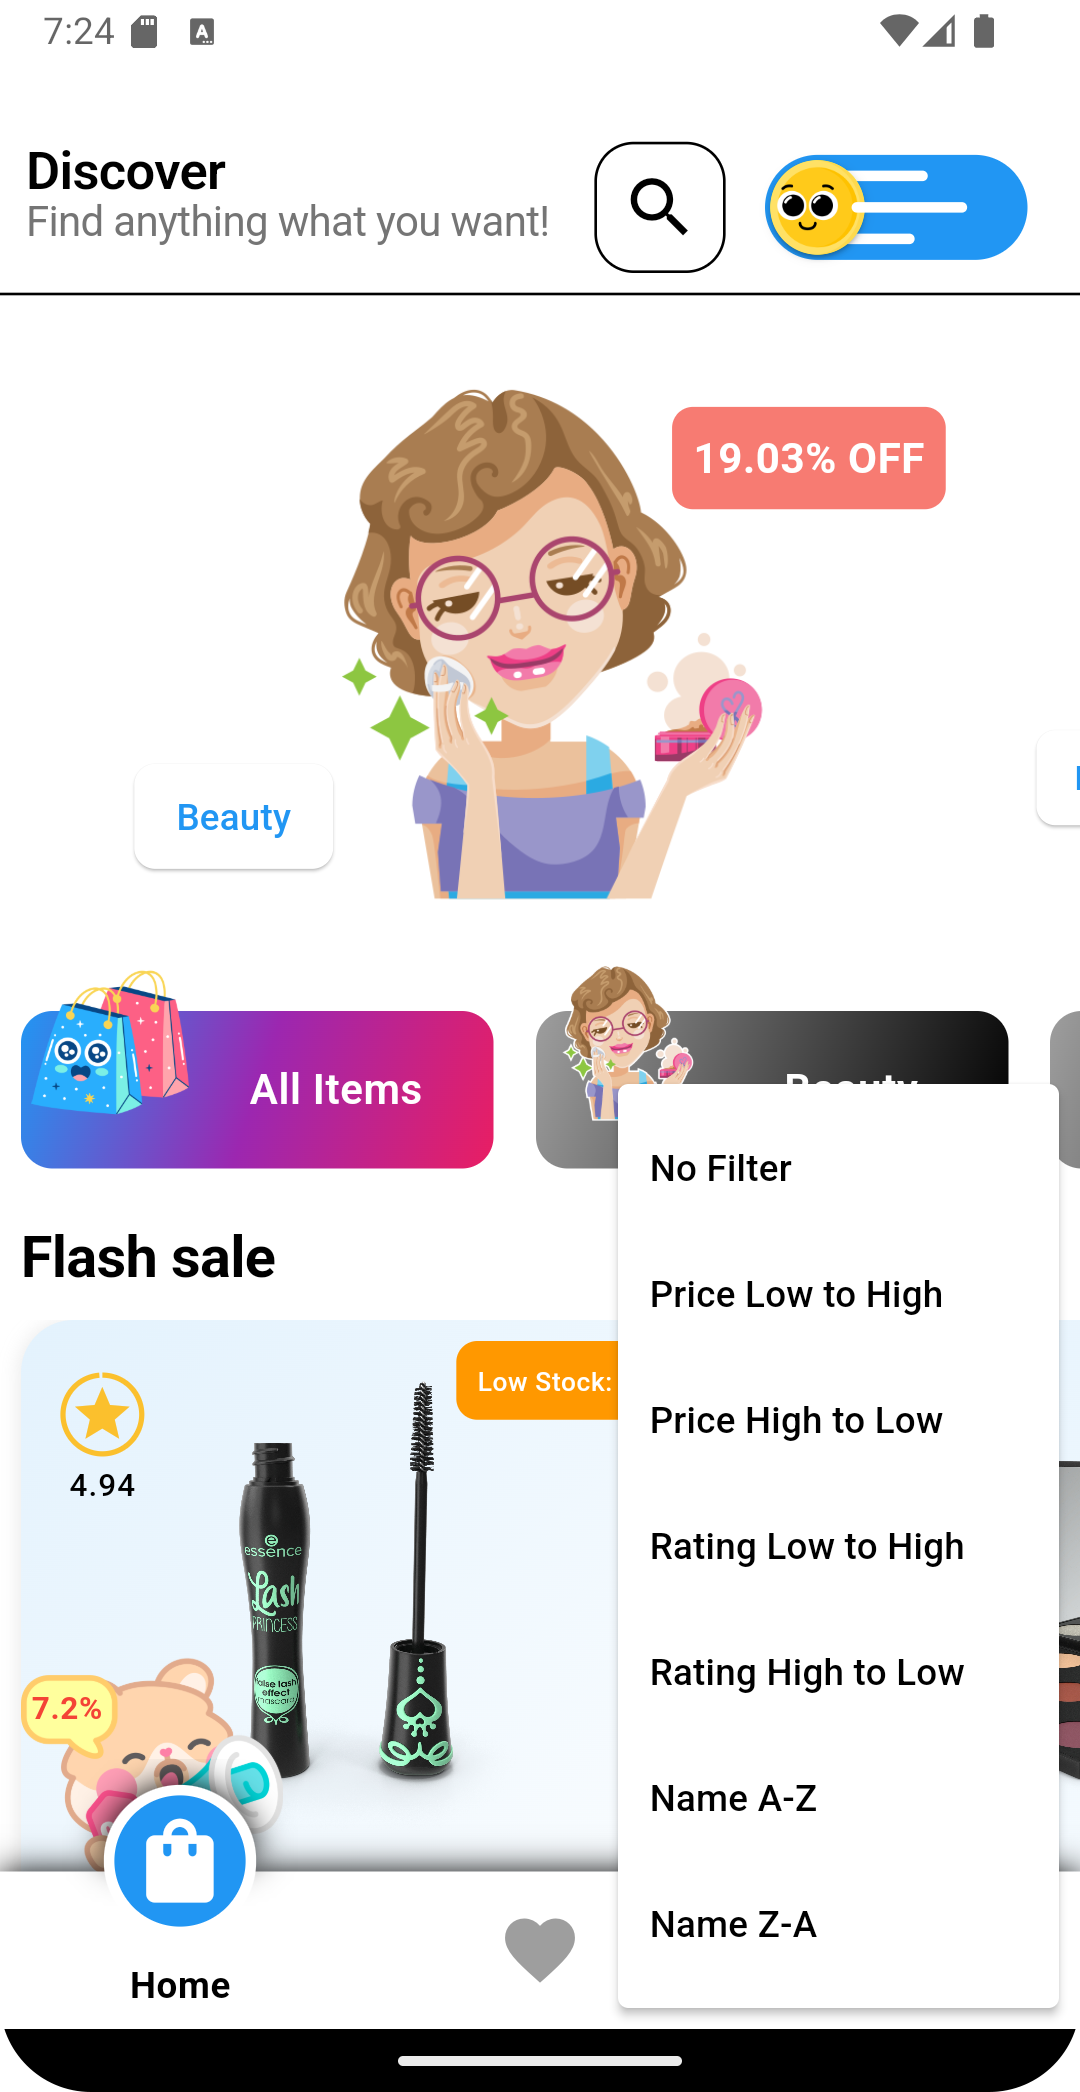 7:24
Discover
Find anything what you want!
19.03% OFF
Beauty
All Items
Beauty
Flash sale
No Filter
Price Low to High
Price High to Low
Rating Low to High
Rating High to Low
Name A-Z
Name Z-A
Low Stock:
4.94
essence
Lash
PRINCESS
false lash
effect
mascara
7.2%
Home